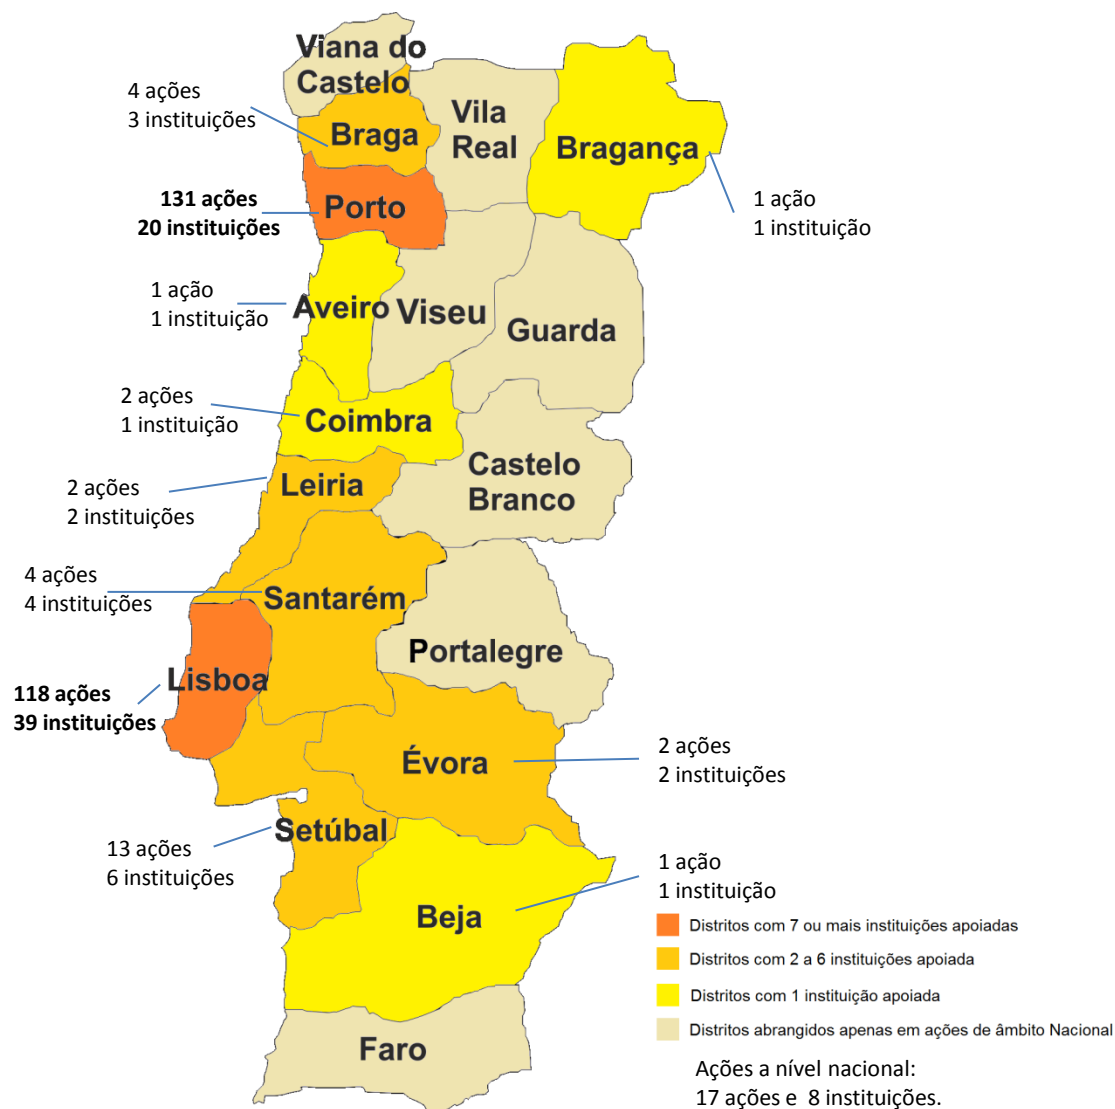 Viana do
Castelo
4 ações
3 instituições
Braga
Vila
Real
Bragança
131 ações
20 instituições
Porto
1 ação
1 instituição
1 ação
1 instituição
Aveiro
Viseu
Guarda
2 ações
1 instituição
Coimbra
Castelo
Branco
2 ações
2 instituições
Leiria
4 ações
4 instituições
Santarém
Portalegre
118 ações
39 instituições
Lisboa
Évora
2 ações
2 instituições
13 ações
6 instituições
Setúbal
1 ação
1 instituição
Beja
Distritos com 7 ou mais instituições apoiadas
Distritos com 2 a 6 instituições apoiada
Distritos com 1 instituição apoiada
Distritos abrangidos apenas em ações de âmbito Nacional
Faro
Ações a nível nacional:
17 ações e 8 instituições.